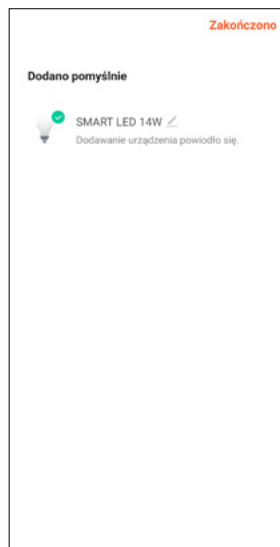 Zakończono
Dodano pomyślnie
SMART LED 14W
Dodawanie urządzenia powiodło się.